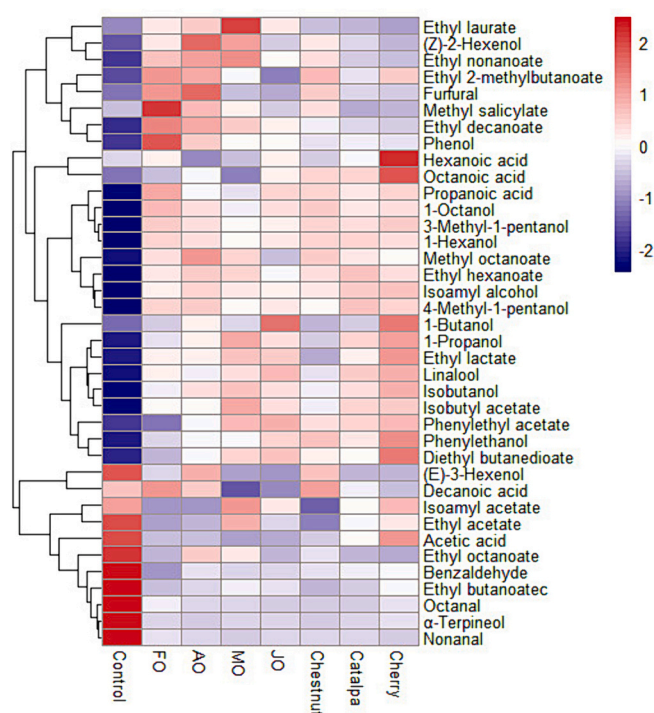 Ethyl laurate
(Z)-2-Hexenol
Ethyl nonanoate
Ethyl 2-methylbutanoate
Furfural
Methyl salicylate
Ethyl decanoate
Phenol
Hexanoic acid
Octanoic acid
Propanoic acid
1-Octanol
3-Methyl-1-pentanol
1-Hexanol
Methyl octanoate
Ethyl hexanoate
Isoamyl alcohol
4-Methyl-1-pentanol
1-Butanol
1-Propanol
Ethyl lactate
Linalool
Isobutanol
Isobutyl acetate
Phenylethyl acetate
Phenylethanol
Diethyl butanedioate
(E)-3-Hexenol
Decanoic acid
Isoamyl acetate
Ethyl acetate
Acetic acid
Ethyl octanoate
Benzaldehyde
Ethyl butanoatec
Octanal
α-Terpineol
Nonanal
Control
FO
AO
MO
JO
Chestnut
Catalpa
Cherry
2
1
0
-1
-2